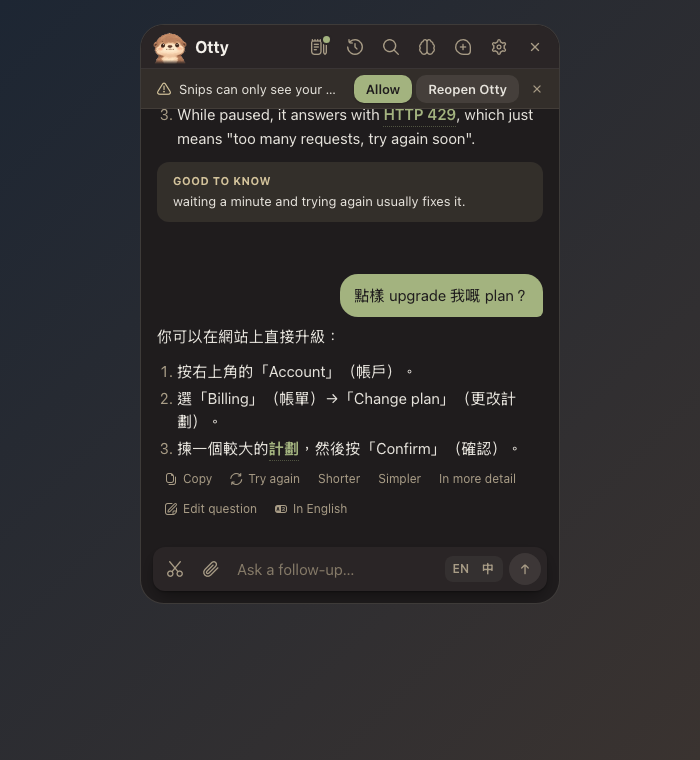 Otty
Snips can only see your …
Allow
Reopen Otty
3. While paused, it answers with HTTP 429, which just
means "too many requests, try again soon".
GOOD TO KNOW
waiting a minute and trying again usually fixes it.
點樣 upgrade 我嘅 plan？
你可以在網站上直接升級：
1. 按右上角的「Account」（帳戶）。
2. 選「Billing」（帳單）→「Change plan」（更改計
劃）。
3. 揀一個較大的計劃，然後按「Confirm」（確認）。
Copy
Try again
Shorter
Simpler
In more detail
Edit question
In English
Ask a follow-up…
EN 中